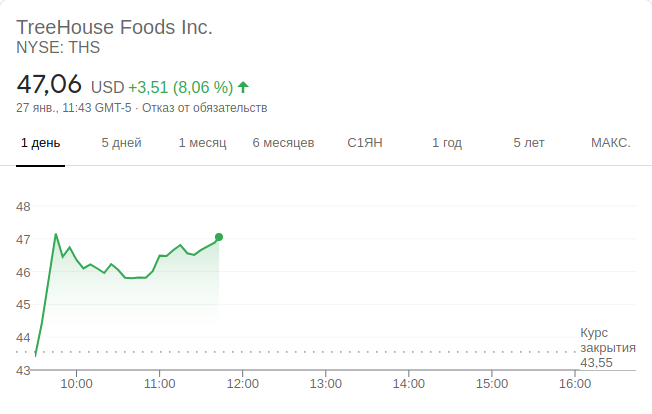 TreeHouse Foods Inc.
NYSE: THS
47,06 USD +3,51 (8,06 %)
27 янв., 11:43 GMT-5 · Отказ от обязательств
1 день 5 дней 1 месяц 6 месяцев С1ЯН 1 год 5 лет МАКС.
48
47
46
45
44
43
Курс
закрытия
43,55
10:00 11:00 12:00 13:00 14:00 15:00 16:00